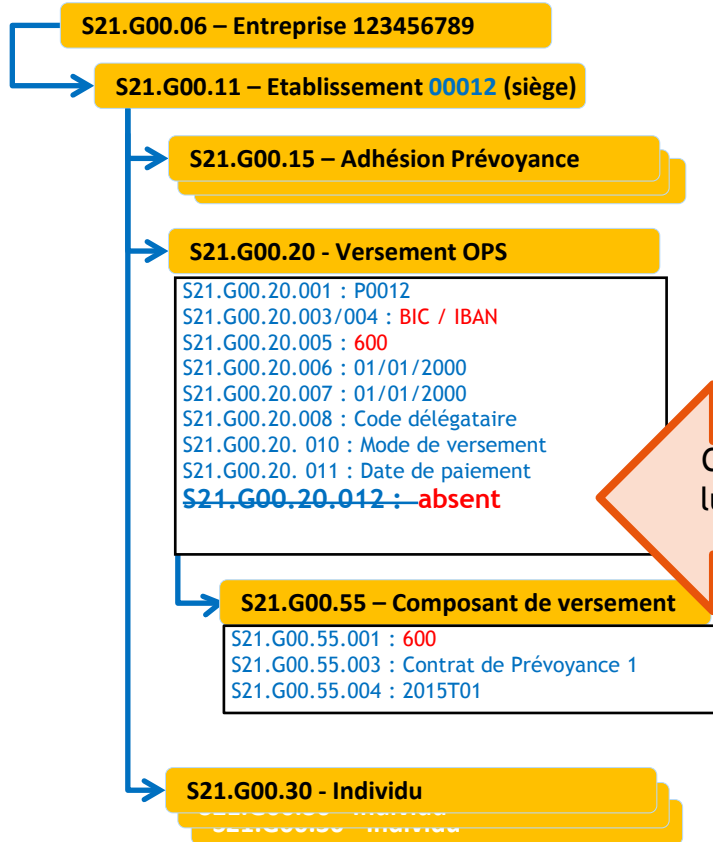 S21.G00.06 – Entreprise 123456789
S21.G00.11 – Etablissement 00012 (siège)
S21.G00.15 – Adhésion Prévoyance
S21.G00.20 - Versement OPS
S21.G00.20.001 : P0012
S21.G00.20.003/004 : BIC / IBAN
S21.G00.20.005 : 600
S21.G00.20.006 : 01/01/2000
S21.G00.20.007 : 01/01/2000
S21.G00.20.008 : Code délégataire
S21.G00.20. 010 : Mode de versement
S21.G00.20. 011 : Date de paiement
S21.G00.20.012 : absent
S21.G00.55 – Composant de versement
S21.G00.55.001 : 600
S21.G00.55.003 : Contrat de Prévoyance 1
S21.G00.55.004 : 2015T01
S21.G00.30 - Individu